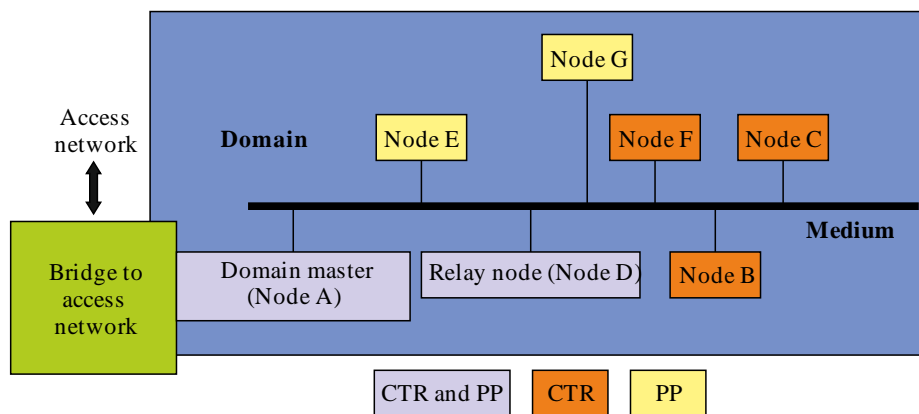 Node G
Access
network
Domain
Node E
Node F
Node C
Medium
Bridge to
access
network
Domain master
(Node A)
Relay node (Node D)
Node B
CTR and PP
CTR
PP